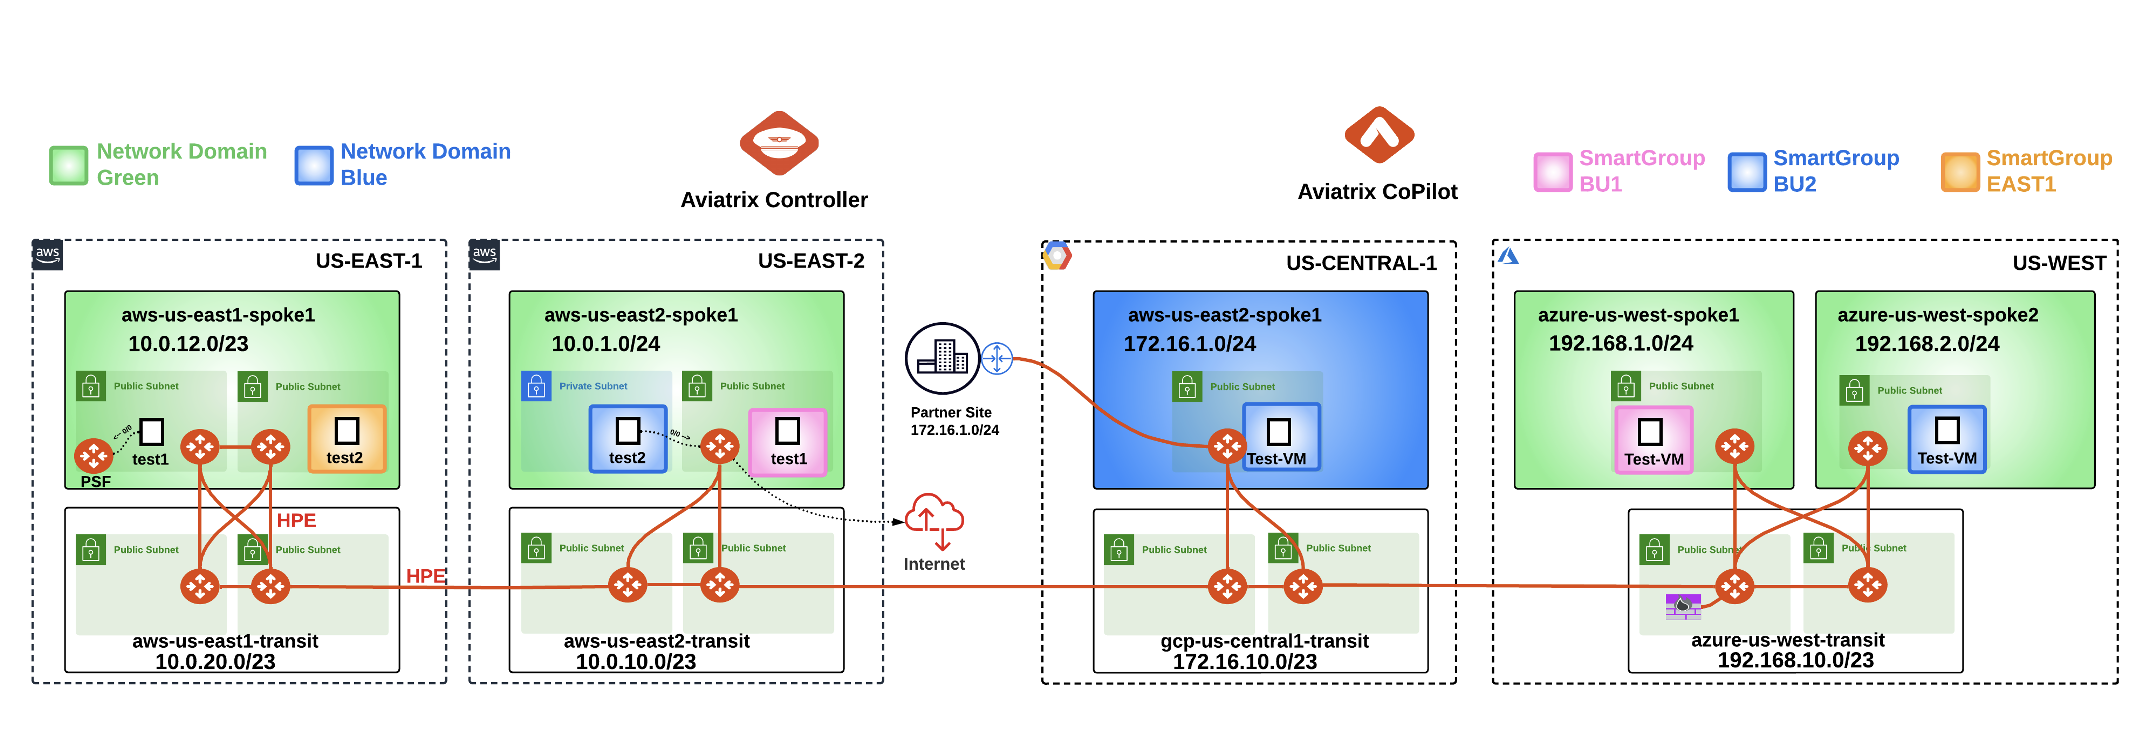 Network Domain
Green
Network Domain
Blue
Aviatrix Controller
Aviatrix CoPilot
SmartGroup
BU1
SmartGroup
BU2
SmartGroup
EAST1
aws
US-EAST-1
aws-us-east1-spoke1
10.0.12.0/23
Public Subnet
Public Subnet
<-- 0/0
test1
test2
PSF
HPE
Public Subnet
Public Subnet
HPE
aws-us-east1-transit
10.0.20.0/23
aws
US-EAST-2
aws-us-east2-spoke1
10.0.1.0/24
Private Subnet
Public Subnet
0/0 -->
test2
test1
Public Subnet
Public Subnet
aws-us-east2-transit
10.0.10.0/23
Partner Site
172.16.1.0/24
Internet
US-CENTRAL-1
aws-us-east2-spoke1
172.16.1.0/24
Public Subnet
Test-VM
Public Subnet
Public Subnet
gcp-us-central1-transit
172.16.10.0/23
US-WEST
azure-us-west-spoke1
192.168.1.0/24
Public Subnet
Test-VM
azure-us-west-spoke2
192.168.2.0/24
Public Subnet
Test-VM
Public Subnet
Public Subnet
azure-us-west-transit
192.168.10.0/23